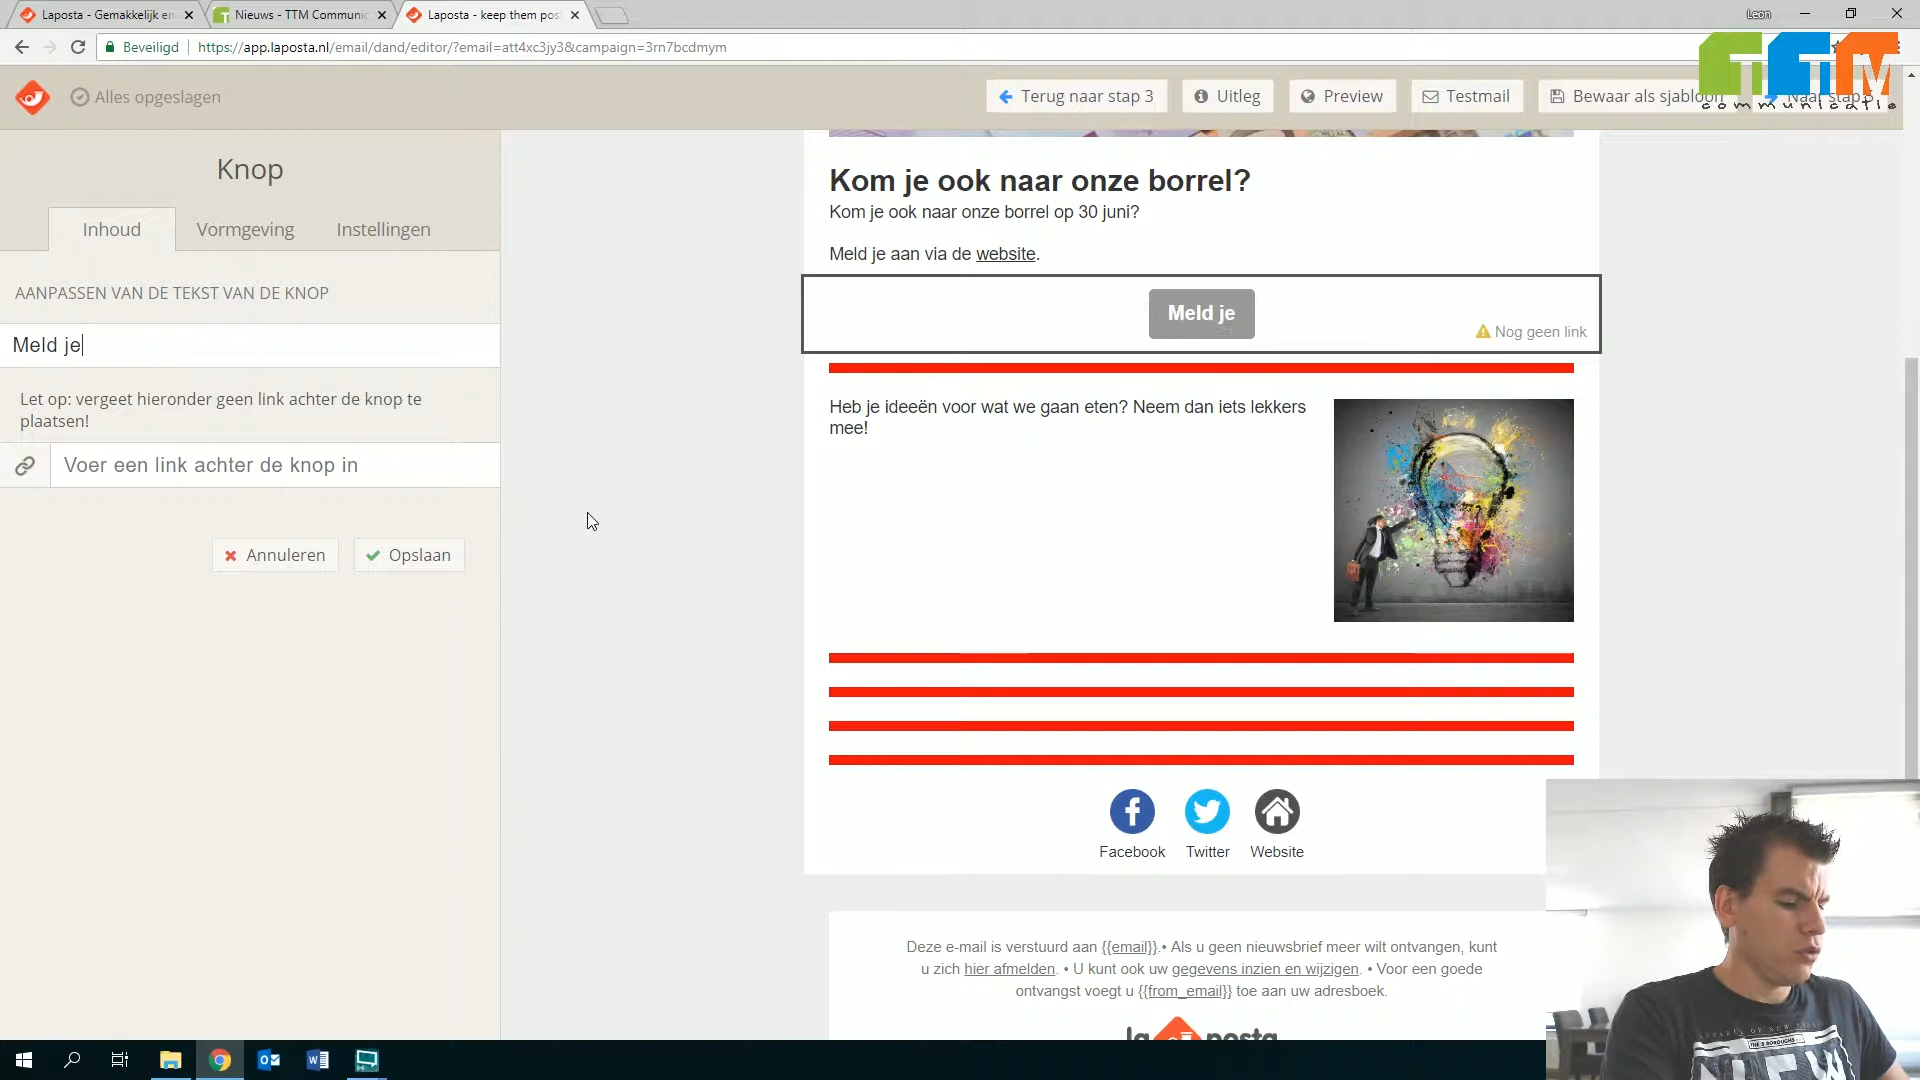 Laposta - Gemakkelijk en
Nieuws - TTM Communic
Laposta - keep them pos
Leon
Beveiligd
https://app.laposta.nl/email/dand/editor/?email=att4xc3jy3&campaign=3rn7bcdmym
TTM
communicatie
Alles opgeslagen
Terug naar stap 3
Uitleg
Preview
Testmail
Bewaar als sjabloon
Naar stap
Knop
Inhoud
Vormgeving
Instellingen
AANPASSEN VAN DE TEKST VAN DE KNOP
Meld je
Let op: vergeet hieronder geen link achter de knop te
plaatsen!
Voer een link achter de knop in
Annuleren
Opslaan
Kom je ook naar onze borrel?
Kom je ook naar onze borrel op 30 juni?
Meld je aan via de website.
Meld je
Nog geen link
Heb je ideeën voor wat we gaan eten? Neem dan iets lekkers
mee!
Facebook
Twitter
Website
Deze e-mail is verstuurd aan {{email}}.• Als u geen nieuwsbrief meer wilt ontvangen, kunt
u zich hier afmelden. • U kunt ook uw gegevens inzien en wijzigen. • Voor een goede
ontvangst voegt u {{from_email}} toe aan uw adresboek.
laposta